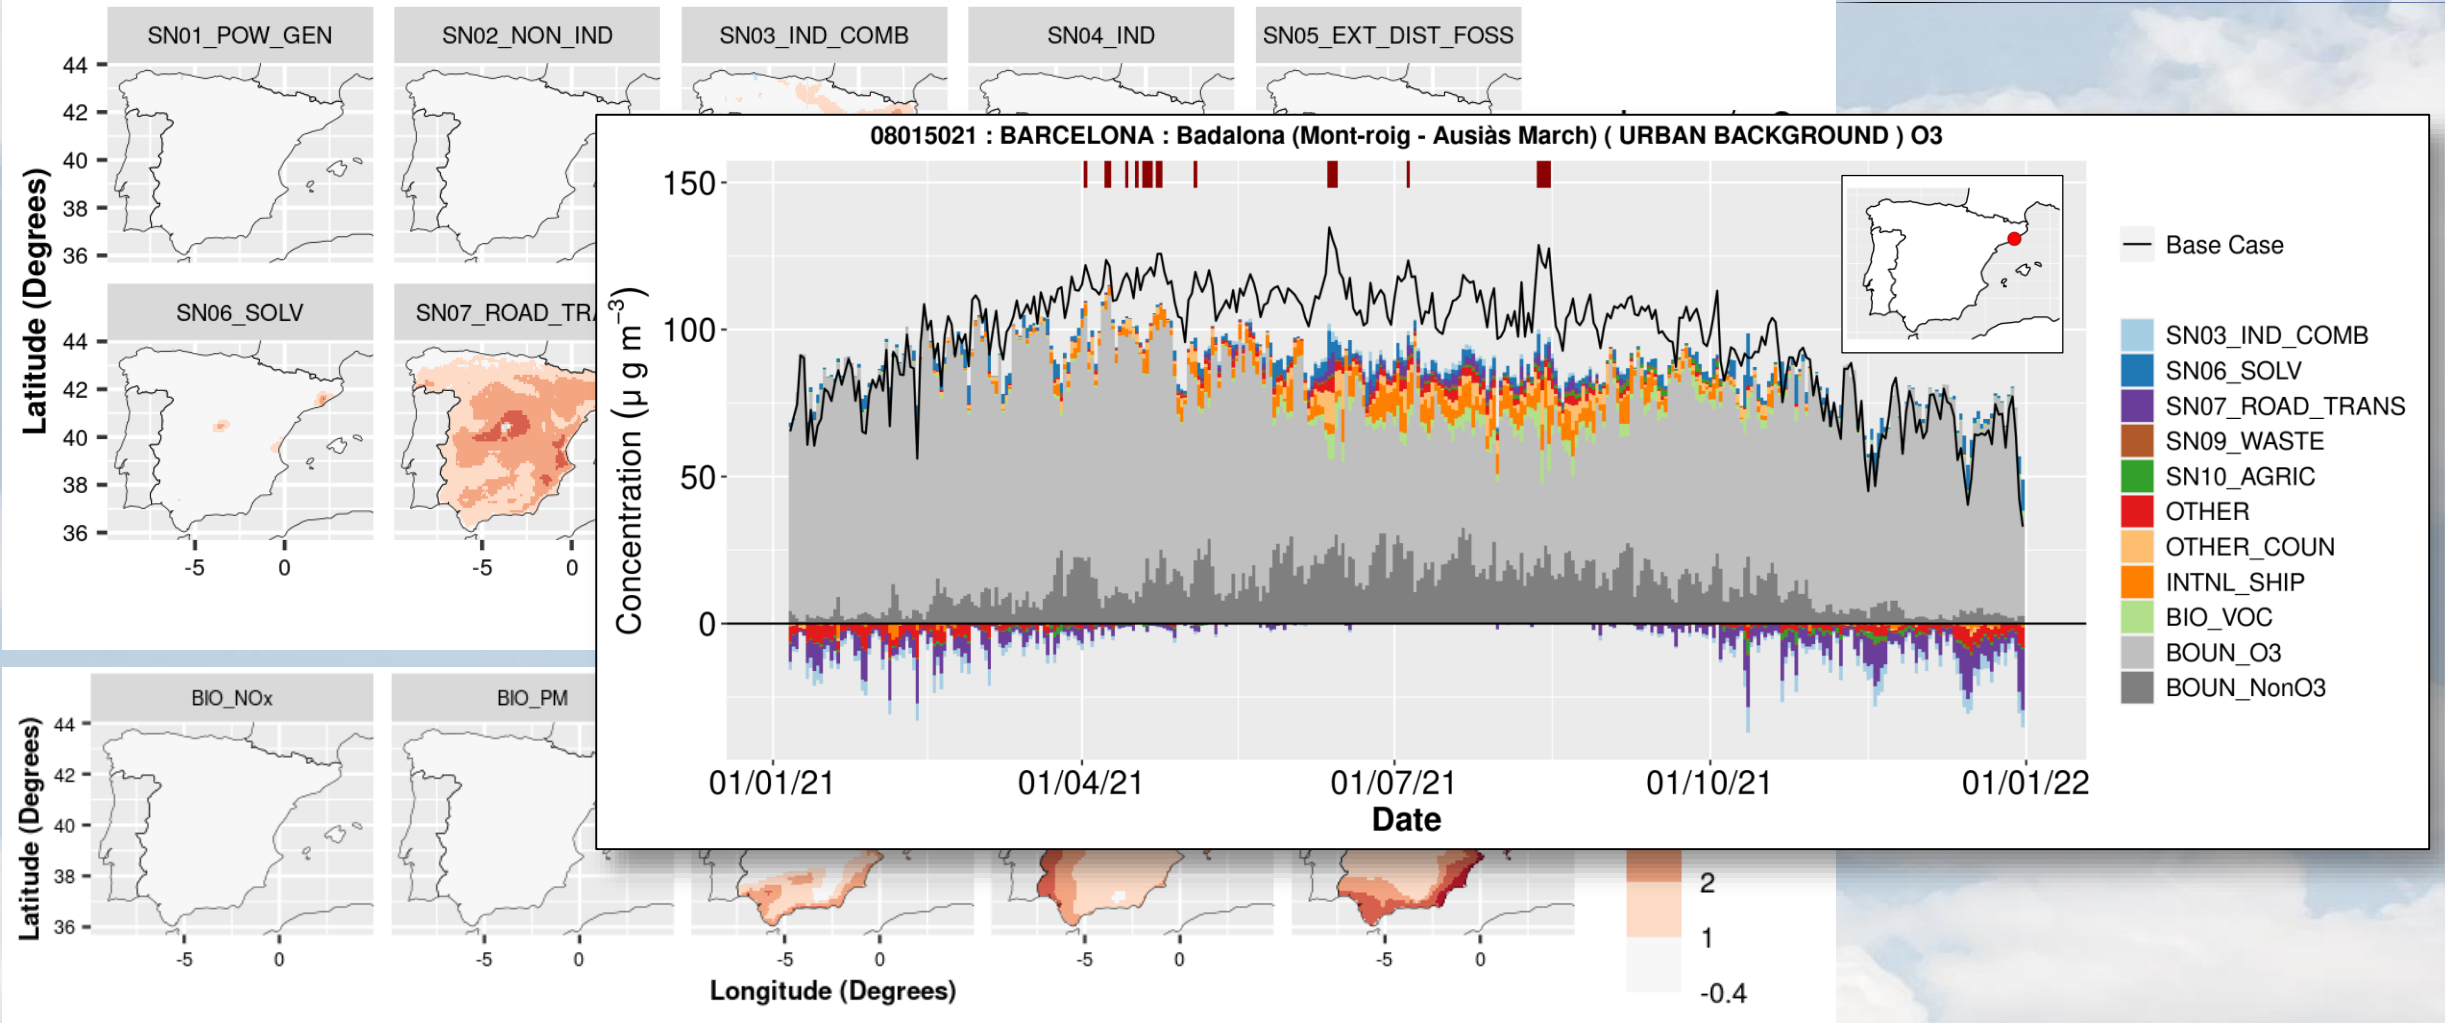 SN01_POW_GEN
SN02_NON_IND
SN03_IND_COMB
SN04_IND
SN05_EXT_DIST_FOSS
44
42
40
38
36
Latitude (Degrees)
SN06_SOLV
SN07_ROAD_TRA
44
42
40
38
36
-5
0
-5
0
08015021 : BARCELONA : Badalona (Mont-roig - Ausiàs March) ( URBAN BACKGROUND ) O3
150
100
50
0
Concentration (μ g m⁻³)
01/01/21
01/04/21
01/07/21
01/10/21
01/01/22
Date
Base Case
SN03_IND_COMB
SN06_SOLV
SN07_ROAD_TRANS
SN09_WASTE
SN10_AGRIC
OTHER
OTHER_COUN
INTNL_SHIP
BIO_VOC
BOUN_O3
BOUN_NonO3
BIO_NOx
BIO_PM
44
42
40
38
36
Latitude (Degrees)
-5
0
-5
0
-5
0
-5
0
-5
0
Longitude (Degrees)
2
1
-0.4